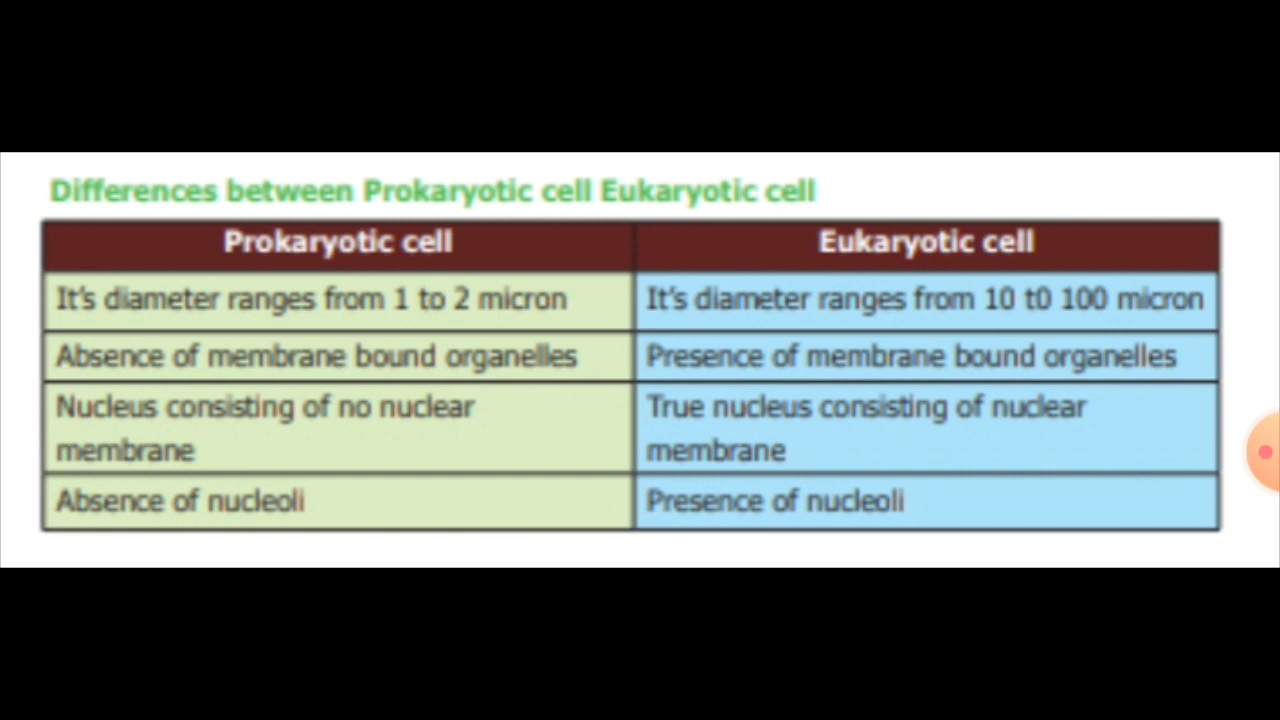 Differences between Prokaryotic cell Eukaryotic cell
Prokaryotic cell
Eukaryotic cell
It's diameter ranges from 1 to 2 micron
It's diameter ranges from 10 t0 100 micron
Absence of membrane bound organelles
Presence of membrane bound organelles
Nucleus consisting of no nuclear
membrane
True nucleus consisting of nuclear
membrane
Absence of nucleoli
Presence of nucleoli